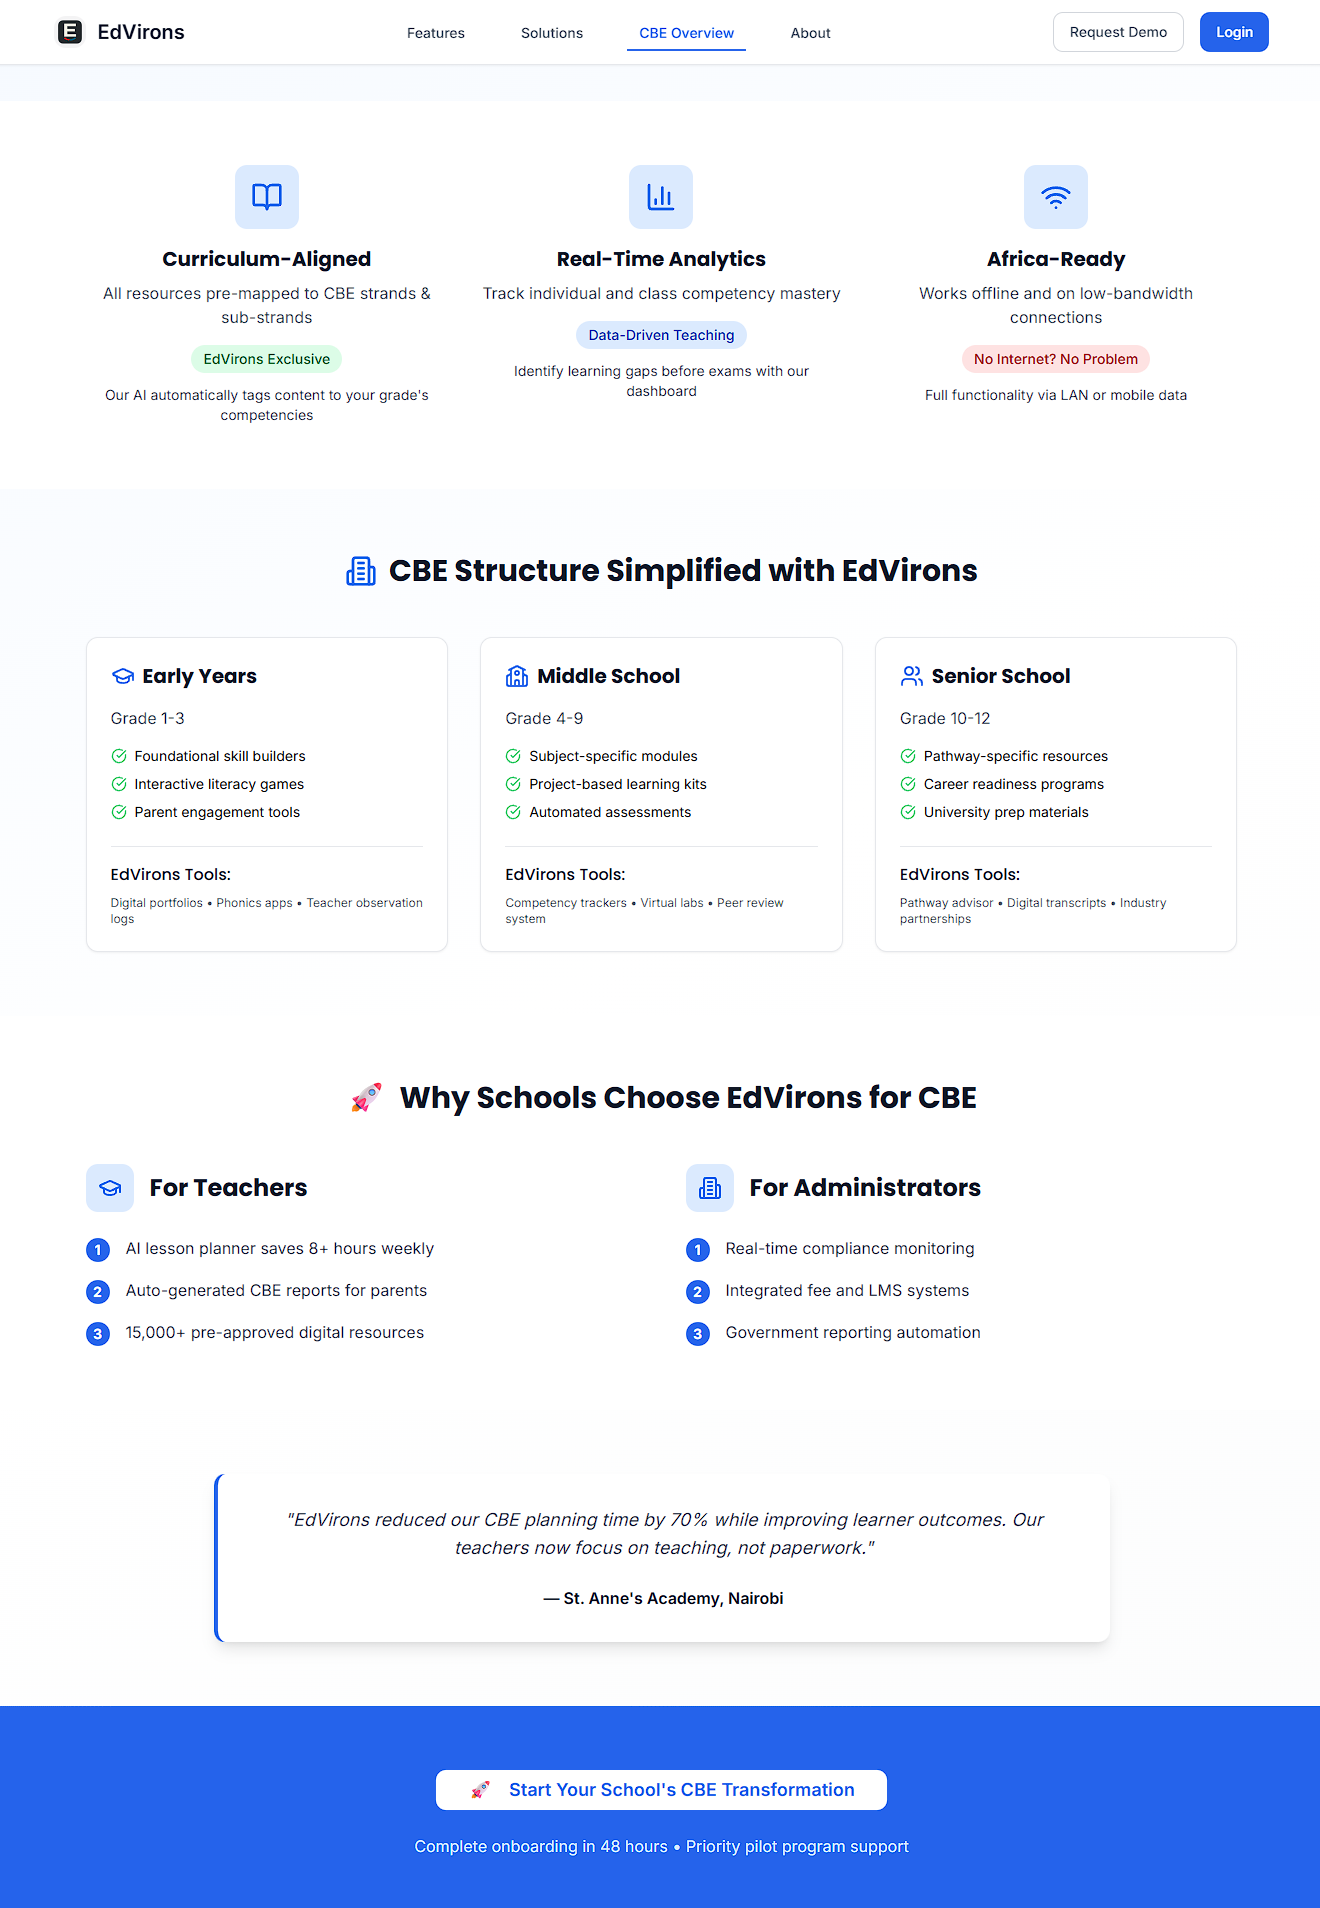 E EdVirons
Features
Solutions
CBE Overview
About
Request Demo
Login
Curriculum-Aligned
All resources pre-mapped to CBE strands &
sub-strands
EdVirons Exclusive
Our AI automatically tags content to your grade's
competencies
Real-Time Analytics
Track individual and class competency mastery
Data-Driven Teaching
Identify learning gaps before exams with our
dashboard
Africa-Ready
Works offline and on low-bandwidth
connections
No Internet? No Problem
Full functionality via LAN or mobile data
CBE Structure Simplified with EdVirons
Early Years
Grade 1-3
Foundational skill builders
Interactive literacy games
Parent engagement tools
EdVirons Tools:
Digital portfolios • Phonics apps • Teacher observation
logs
Middle School
Grade 4-9
Subject-specific modules
Project-based learning kits
Automated assessments
EdVirons Tools:
Competency trackers • Virtual labs • Peer review
system
Senior School
Grade 10-12
Pathway-specific resources
Career readiness programs
University prep materials
EdVirons Tools:
Pathway advisor • Digital transcripts • Industry
partnerships
🚀 Why Schools Choose EdVirons for CBE
For Teachers
1 AI lesson planner saves 8+ hours weekly
2 Auto-generated CBE reports for parents
3 15,000+ pre-approved digital resources
For Administrators
1 Real-time compliance monitoring
2 Integrated fee and LMS systems
3 Government reporting automation
"EdVirons reduced our CBE planning time by 70% while improving learner outcomes. Our
teachers now focus on teaching, not paperwork."
— St. Anne's Academy, Nairobi
🚀 Start Your School's CBE Transformation
Complete onboarding in 48 hours • Priority pilot program support